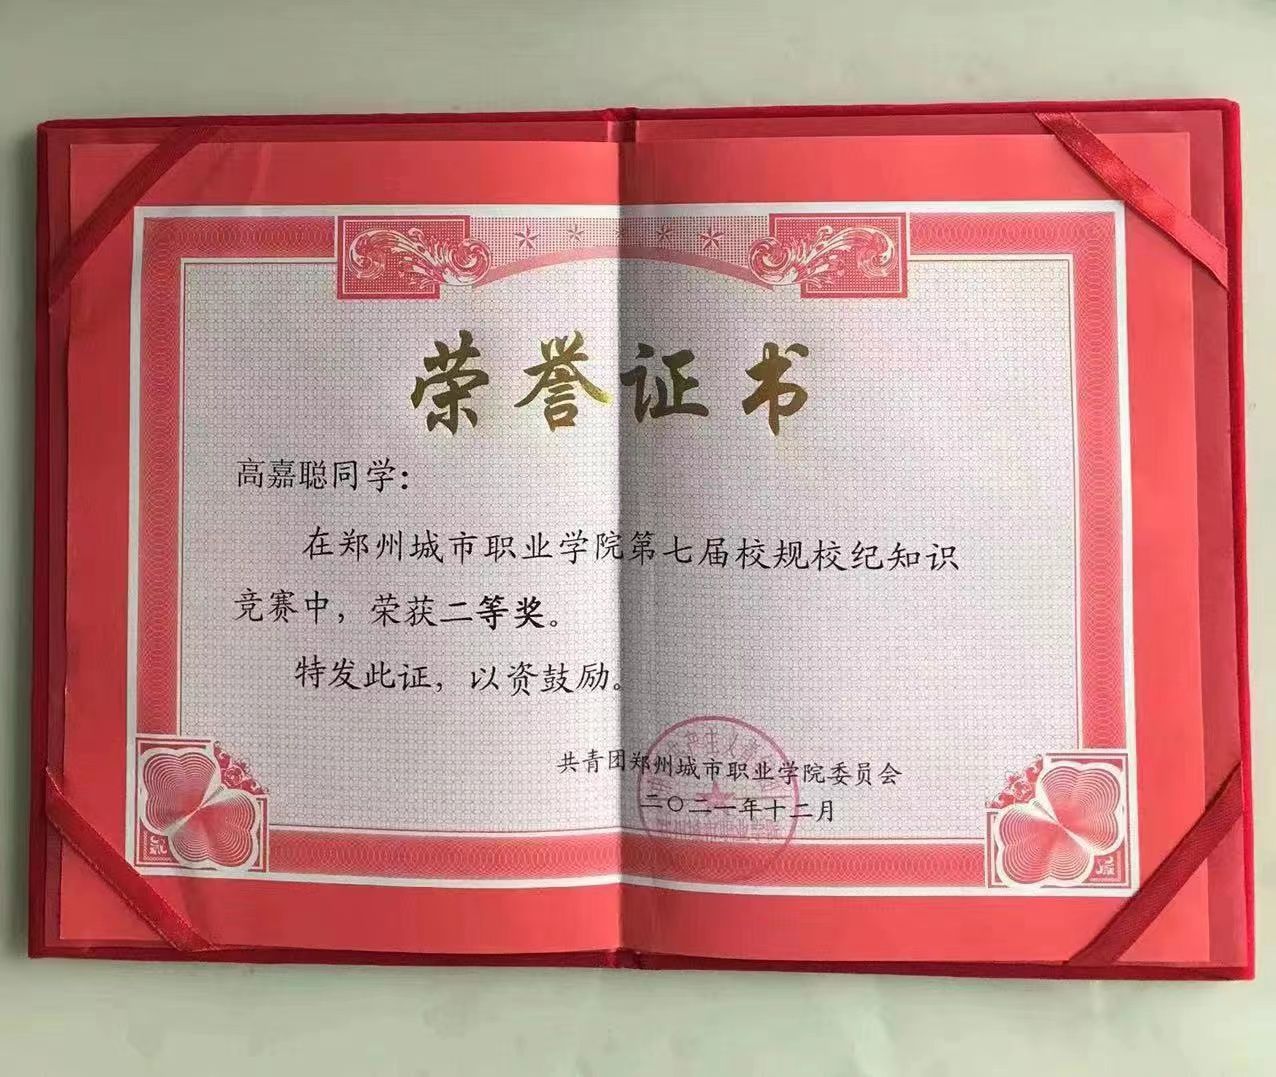 荣誉证书
高嘉聪同学：
在郑州城市职业学院第七届校规校纪知识
竞赛中，荣获二等奖。
特发此证，以资鼓励。
共青团郑州城市职业学院委员会
二〇二一年十二月